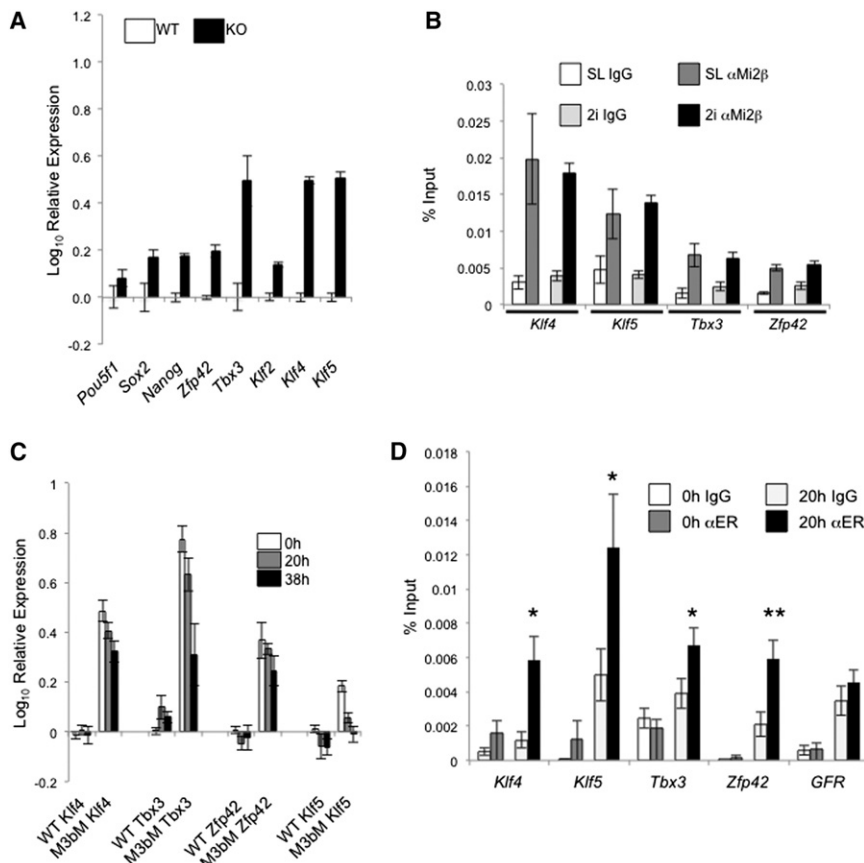 A
WT KO
Log10 Relative Expression
1.2
1.0
0.8
0.6
0.4
0.2
0.0
-0.2
Pou5f1 Sox2 Nanog Zfp42 Tbx3 Klf2 Klf4 Klf5
B
SL IgG SL αMi2β
2i IgG 2i αMi2β
% Input
0.03
0.025
0.02
0.015
0.01
0.005
0
Klf4 Klf5 Tbx3 Zfp42
C
0h
20h
38h
Log10 Relative Expression
1
0.8
0.6
0.4
0.2
0
-0.2
WT Klf4 M3bM Klf4 WT Tbx3 M3bM Tbx3 WT Zfp42 M3bM Zfp42 WT Klf5 M3bM Klf5
D
0h IgG 20h IgG
0h αER 20h αER
% Input
0.018
0.016
0.014
0.012
0.01
0.008
0.006
0.004
0.002
0
* * * **
Klf4 Klf5 Tbx3 Zfp42 GFR